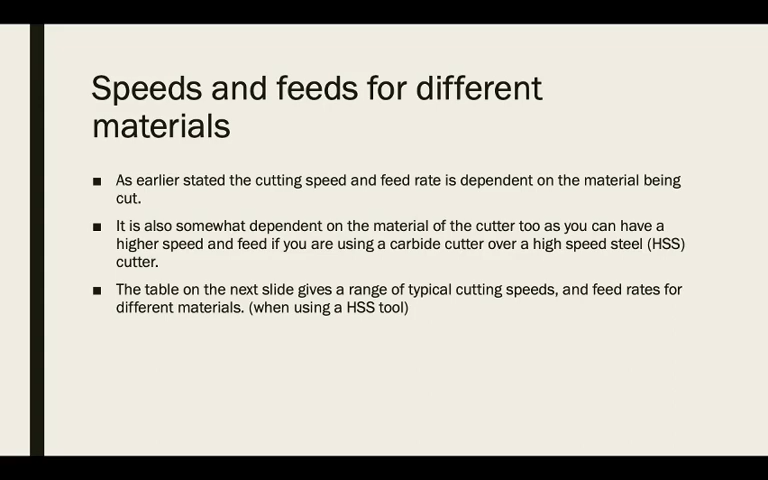 Speeds and feeds for different
materials
■ As earlier stated the cutting speed and feed rate is dependent on the material being
cut.
■ It is also somewhat dependent on the material of the cutter too as you can have a
higher speed and feed if you are using a carbide cutter over a high speed steel (HSS)
cutter.
■ The table on the next slide gives a range of typical cutting speeds, and feed rates for
different materials. (when using a HSS tool)